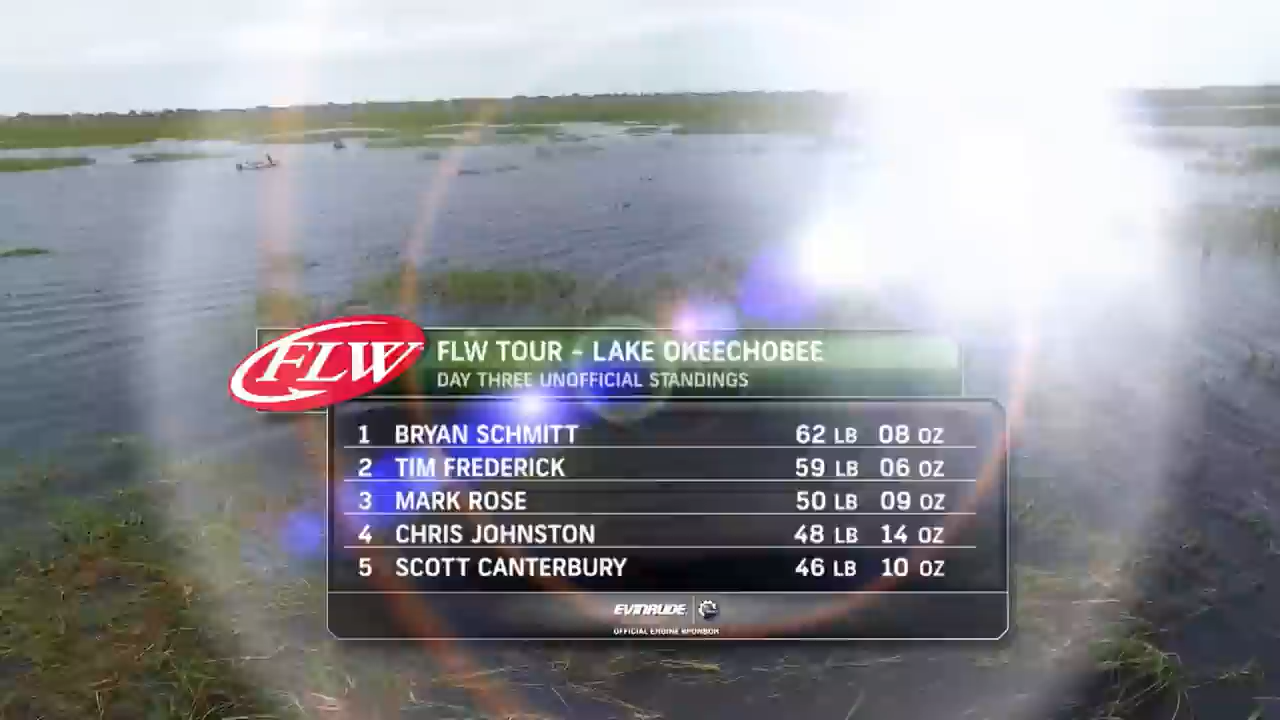 FLW
FLW TOUR - LAKE OKEECHOBEE
DAY THREE UNOFFICIAL STANDINGS
1 BRYAN SCHMITT 62 LB 08 OZ
2 TIM FREDERICK 59 LB 06 OZ
3 MARK ROSE 50 LB 09 OZ
4 CHRIS JOHNSTON 48 LB 14 OZ
5 SCOTT CANTERBURY 46 LB 10 OZ
EVINRUDE
OFFICIAL ENGINE SPONSOR